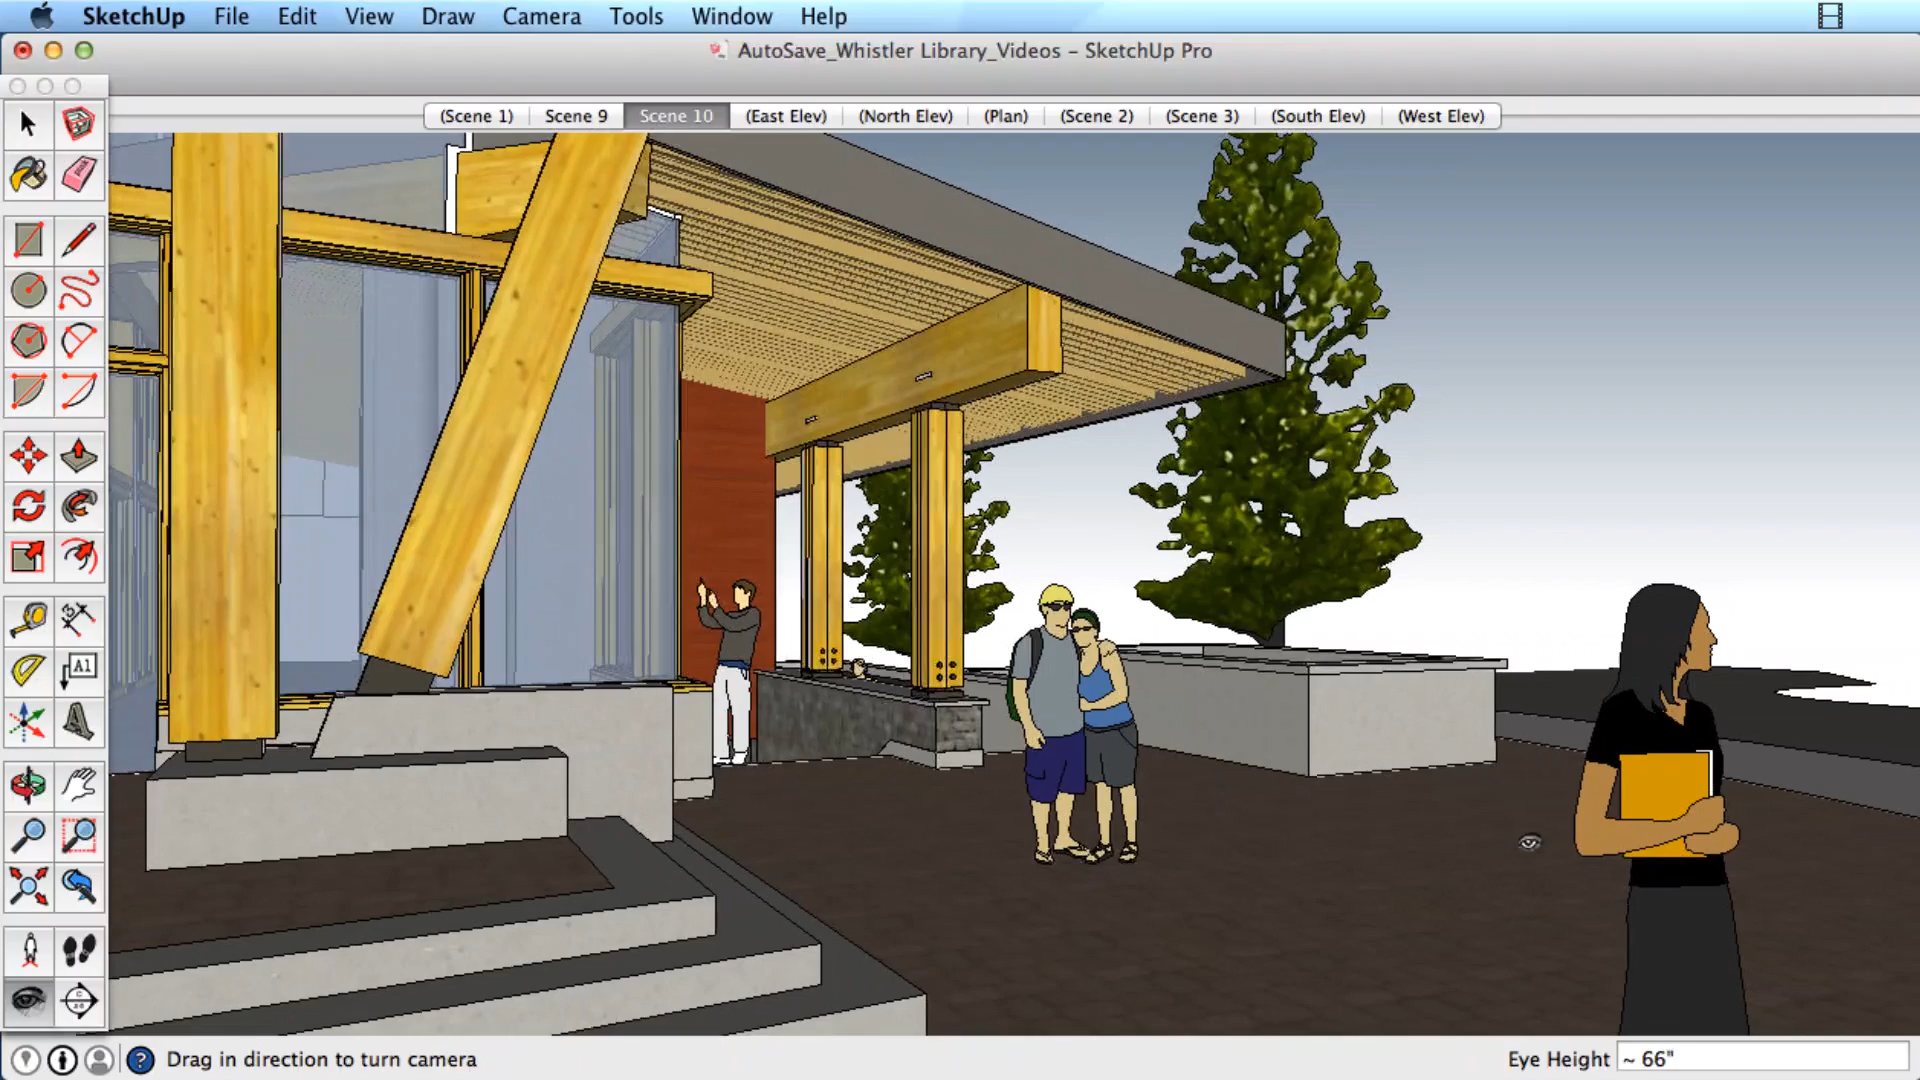 SketchUp File Edit View Draw Camera Tools Window Help
AutoSave_Whistler Library_Videos – SketchUp Pro
(Scene 1) Scene 9 Scene 10 (East Elev) (North Elev) (Plan) (Scene 2) (Scene 3) (South Elev) (West Elev)
A1
? Drag in direction to turn camera Eye Height ~ 66"